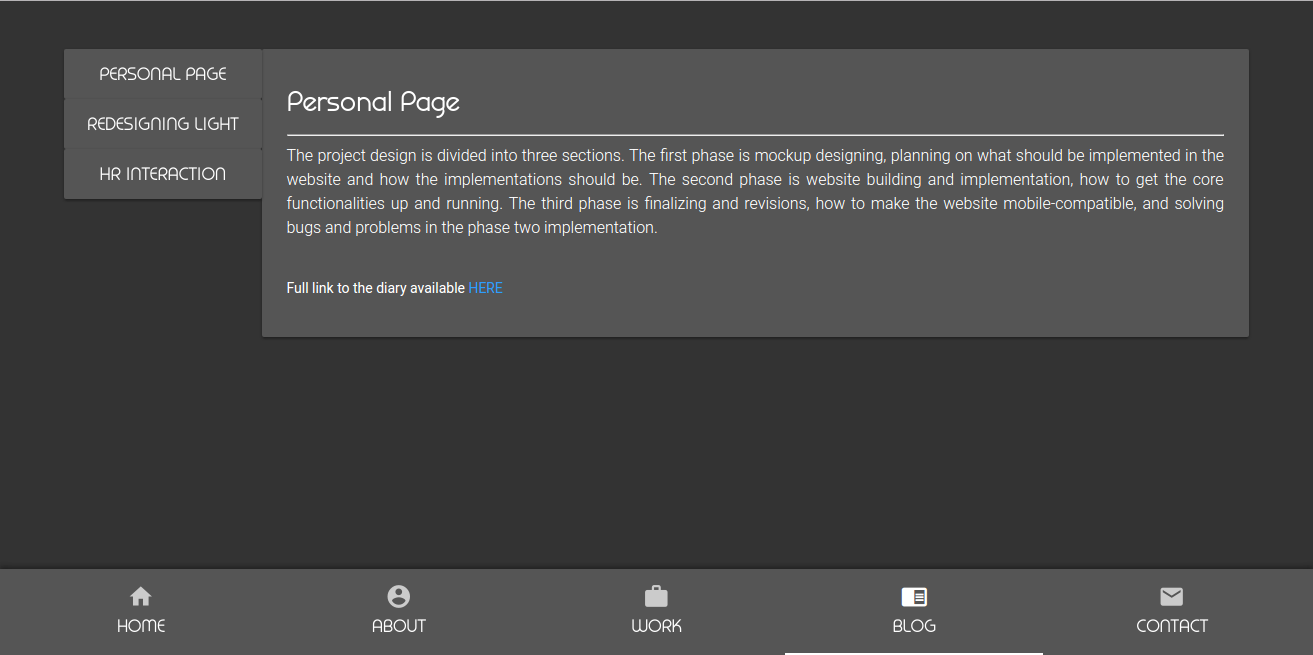 PERSONAL PAGE
REDESIGNING LIGHT
HR INTERACTION
Personal Page
The project design is divided into three sections. The first phase is mockup designing, planning on what should be implemented in the
website and how the implementations should be. The second phase is website building and implementation, how to get the core
functionalities up and running. The third phase is finalizing and revisions, how to make the website mobile-compatible, and solving
bugs and problems in the phase two implementation.
Full link to the diary available HERE
HOME
ABOUT
WORK
BLOG
CONTACT